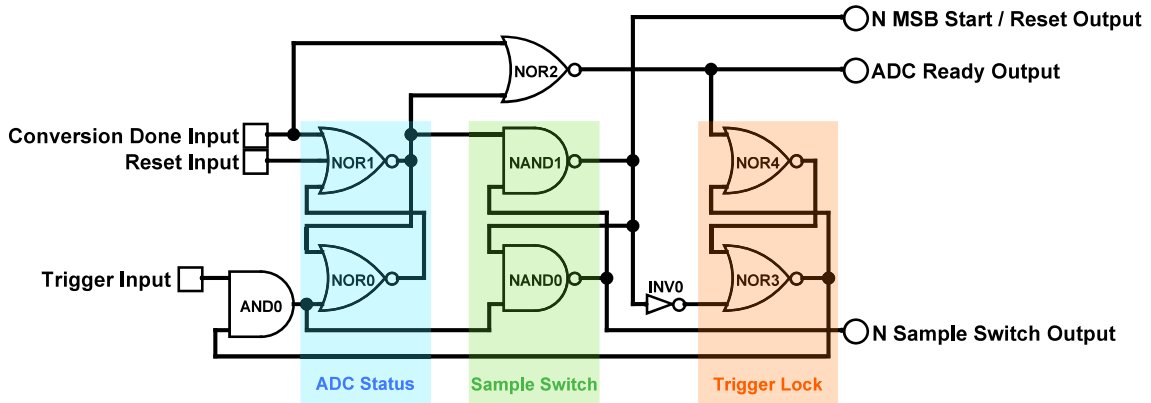 N MSB Start / Reset Output
NOR2
ADC Ready Output
Conversion Done Input
Reset Input
NOR1
NAND1
NOR4
Trigger Input
AND0
NOR0
NAND0
INV0
NOR3
N Sample Switch Output
ADC Status
Sample Switch
Trigger Lock